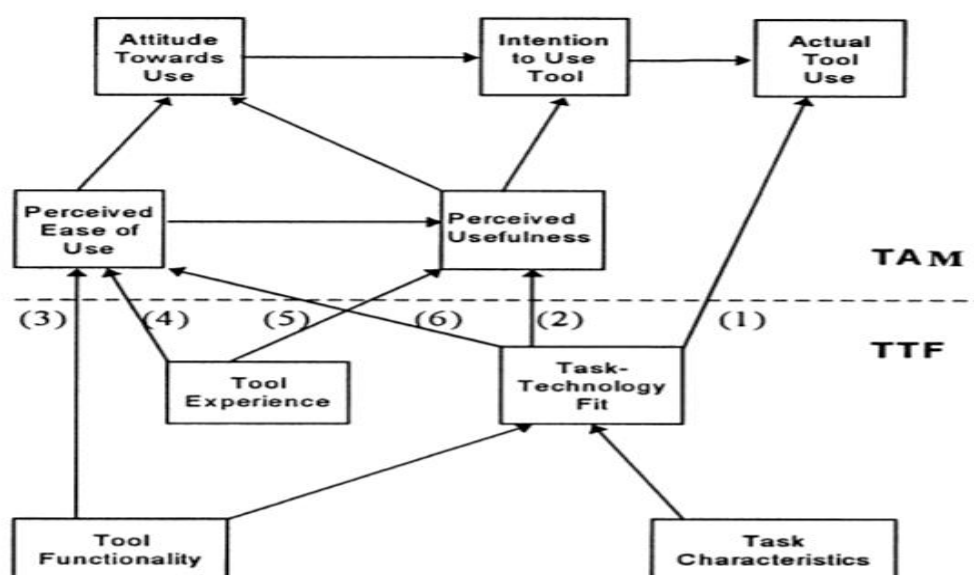 Attitude
Towards
Use
Intention
to Use
Tool
Actual
Tool
Use
Perceived
Ease of
Use
Perceived
Usefulness
TAM
(3)
(4)
(5)
(6)
(2)
(1)
TTF
Tool
Experience
Task-
Technology
Fit
Tool
Functionality
Task
Characteristics